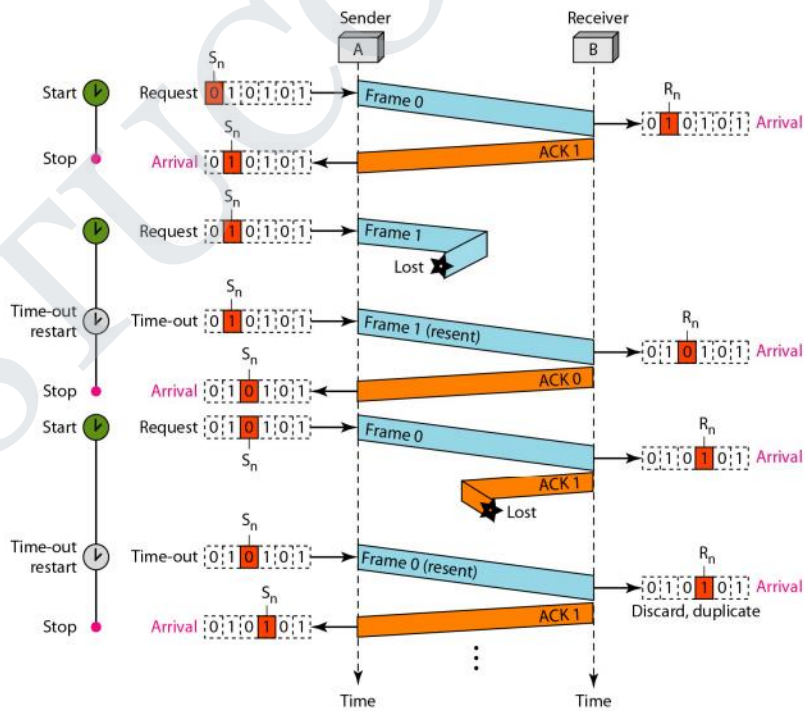 Sender Receiver
A B
Sn
Start Request 0 1 0 1 0 1 Frame 0
Rn
0 1 0 1 0 1 Arrival
Sn
Stop Arrival 0 1 0 1 0 1 ACK 1
Sn
Request 0 1 0 1 0 1 Frame 1
Lost
Sn
Time-out restart Time-out 0 1 0 1 0 1 Frame 1 (resent)
Rn
0 1 0 1 0 1 Arrival
Sn
Stop Arrival 0 1 0 1 0 1 ACK 0
Start Request 0 1 0 1 0 1 Frame 0
Sn
Rn
0 1 0 1 0 1 Arrival
ACK 1
Lost
Sn
Time-out restart Time-out 0 1 0 1 0 1 Frame 0 (resent)
Rn
0 1 0 1 0 1 Arrival
Discard, duplicate
Sn
Stop Arrival 0 1 0 1 0 1 ACK 1
Time Time
STUCO